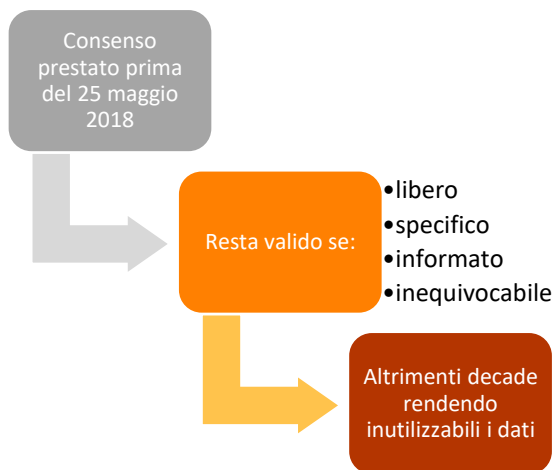 Consenso
prestato prima
del 25 maggio
2018
Resta valido se:
•libero
•specifico
•informato
•inequivocabile
Altrimenti decade
rendendo
inutilizzabili i dati